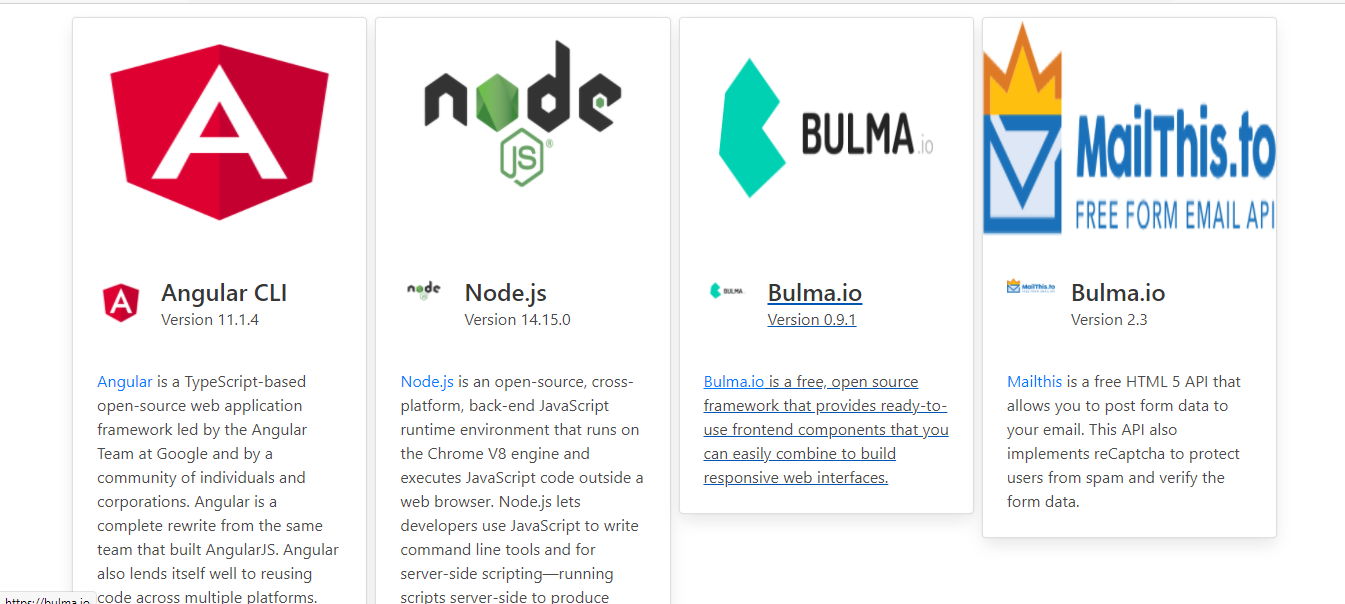 node
JS
®
BULMA.io
MailThis.to
FREE FORM EMAIL API
Angular CLI
Version 11.1.4
Angular is a TypeScript-based
open-source web application
framework led by the Angular
Team at Google and by a
community of individuals and
corporations. Angular is a
complete rewrite from the same
team that built AngularJS. Angular
also lends itself well to reusing
code across multiple platforms.
node
Node.js
Version 14.15.0
Node.js is an open-source, cross-
platform, back-end JavaScript
runtime environment that runs on
the Chrome V8 engine and
executes JavaScript code outside a
web browser. Node.js lets
developers use JavaScript to write
command line tools and for
server-side scripting—running
scripts server-side to produce
BULMA
Bulma.io
Version 0.9.1
Bulma.io is a free, open source
framework that provides ready-to-
use frontend components that you
can easily combine to build
responsive web interfaces.
MailThis.to
FREE FORM EMAIL API
Bulma.io
Version 2.3
Mailthis is a free HTML 5 API that
allows you to post form data to
your email. This API also
implements reCaptcha to protect
users from spam and verify the
form data.
https://bulma.io